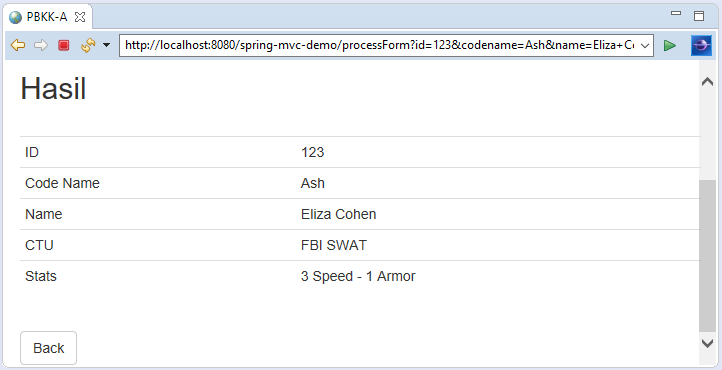 PBKK-A
http://localhost:8080/spring-mvc-demo/processForm?id=123&codename=Ash&name=Eliza+C
Hasil
ID 123
Code Name Ash
Name Eliza Cohen
CTU FBI SWAT
Stats 3 Speed - 1 Armor
Back